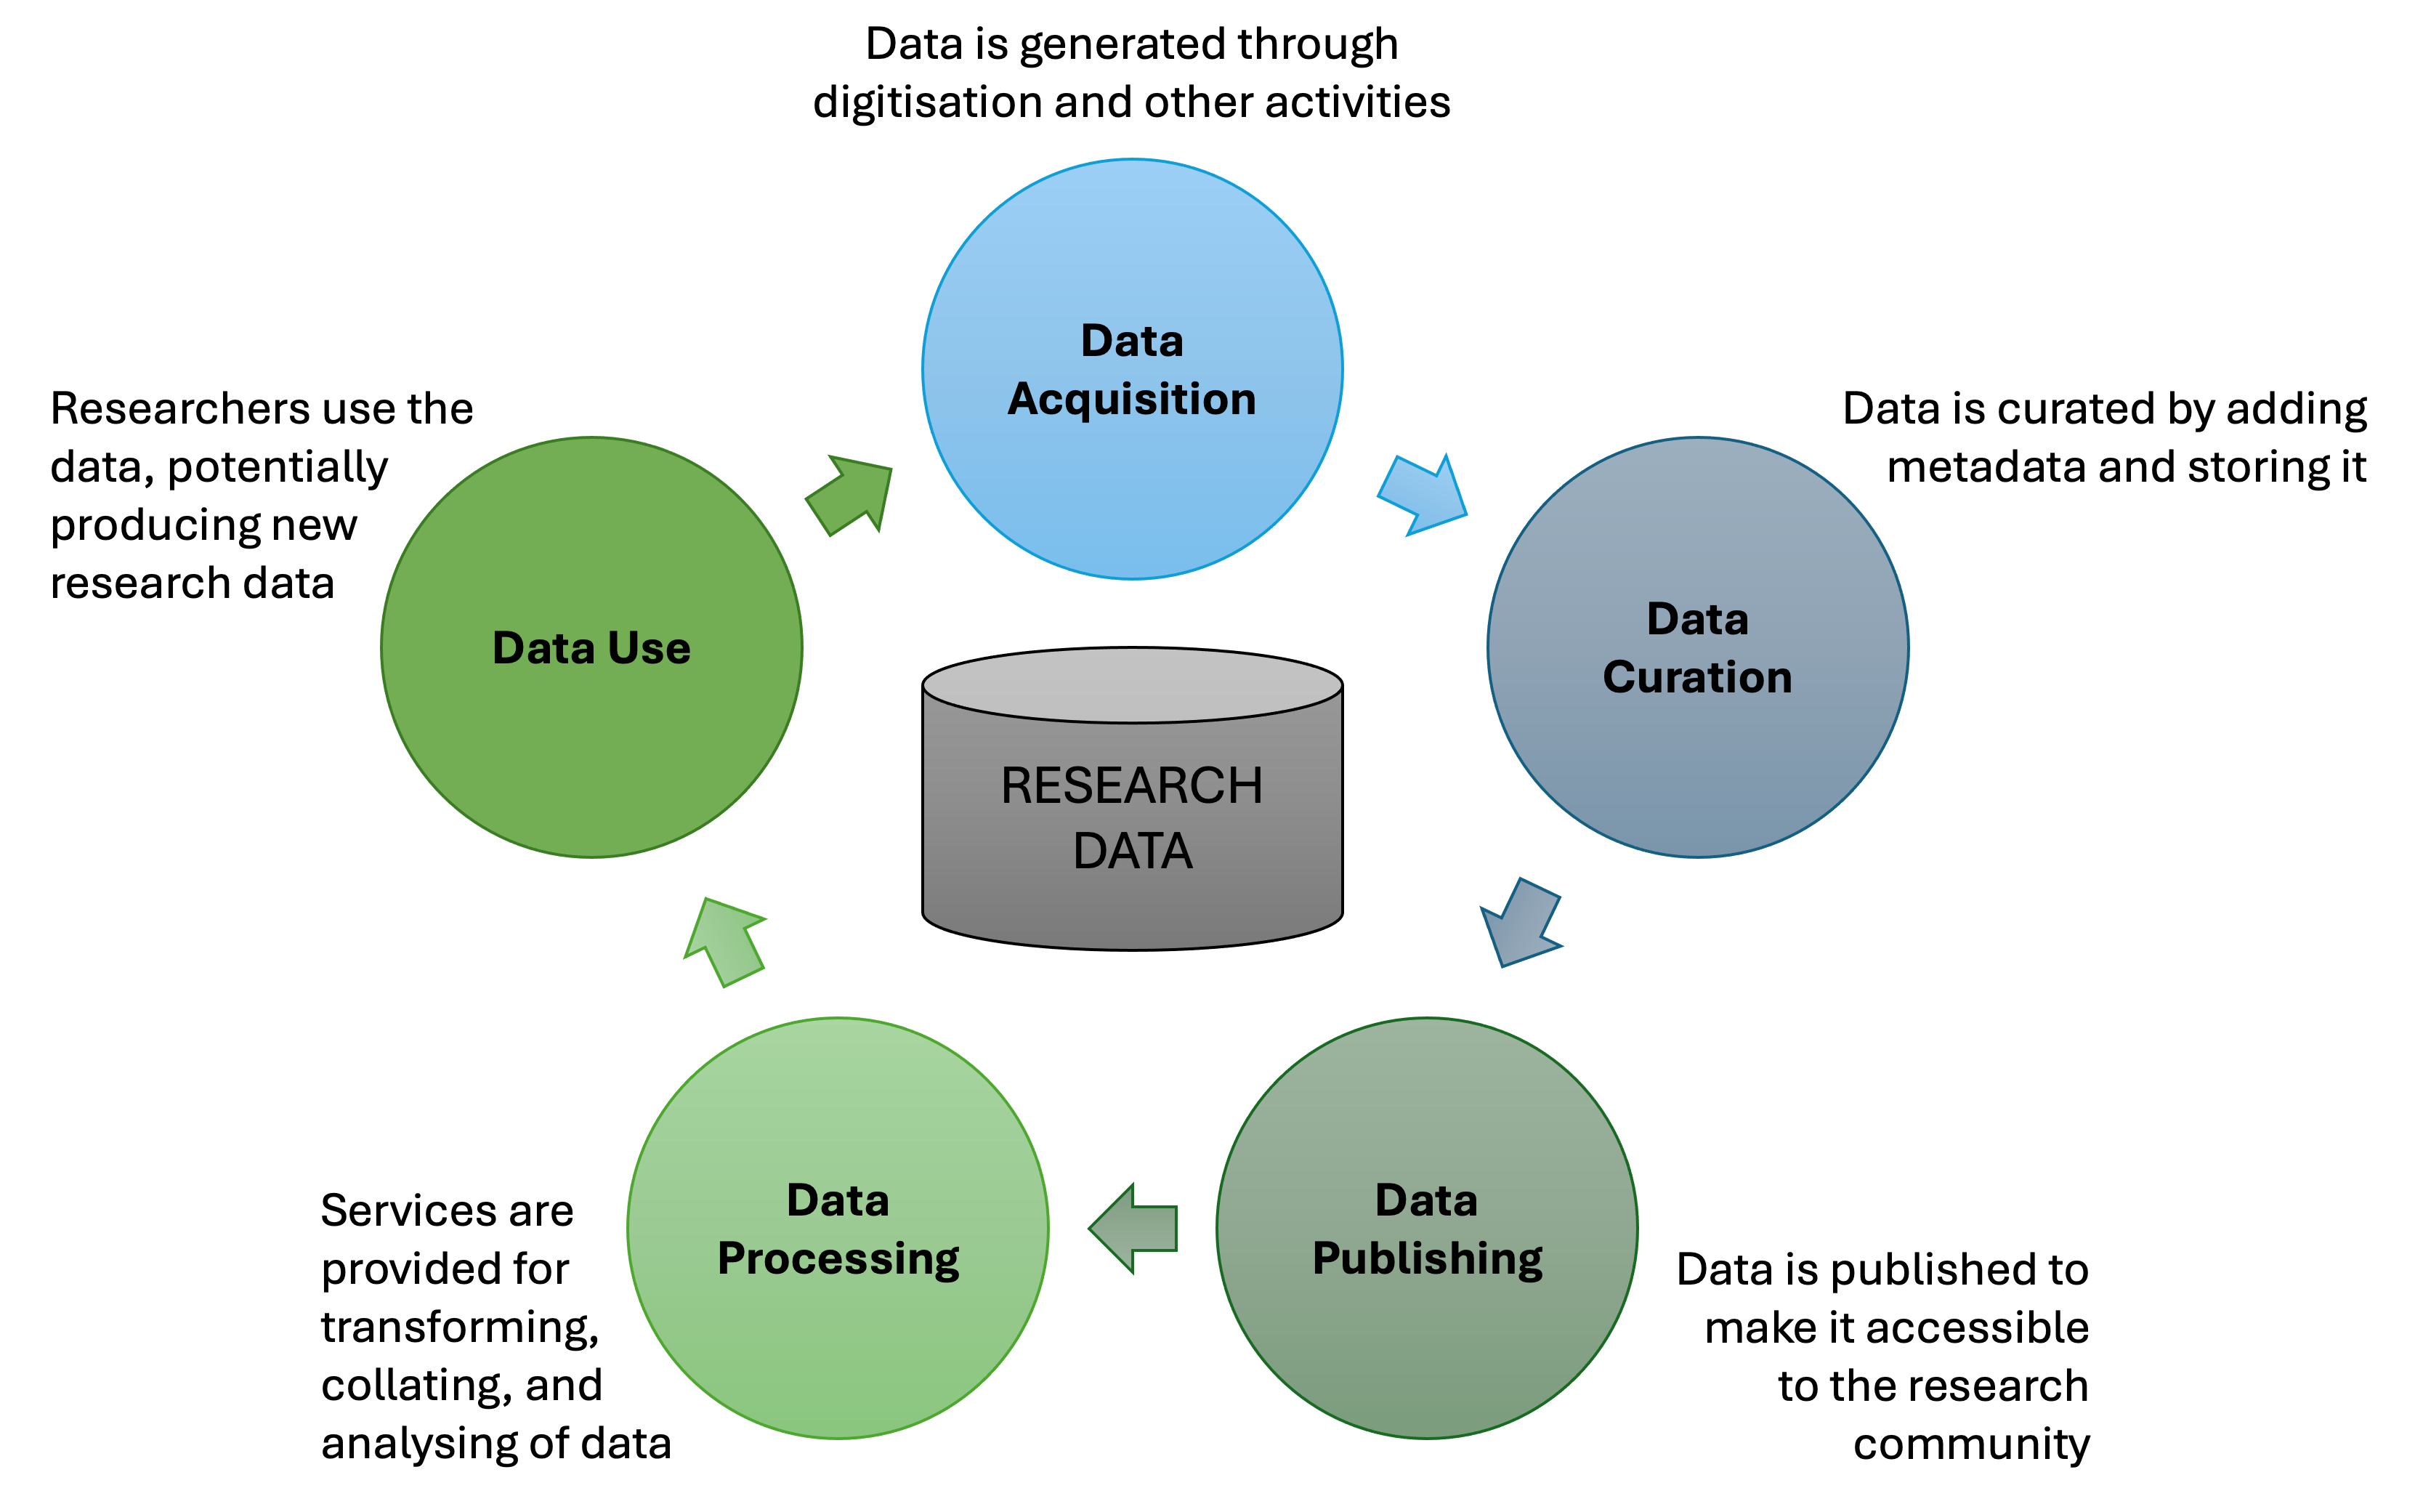 Data is generated through
digitisation and other activities
Data
Acquisition
Data is curated by adding
metadata and storing it
Data
Curation
Data is published to
make it accessible
to the research
community
Data
Publishing
Services are
provided for
transforming,
collating, and
analysing of data
Data
Processing
Researchers use the
data, potentially
producing new
research data
Data Use
RESEARCH
DATA